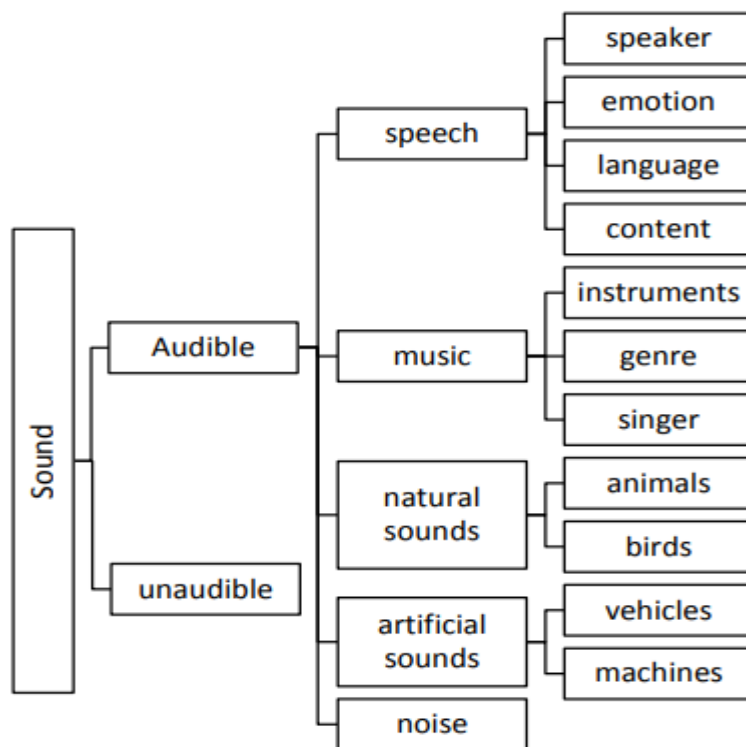 Sound
Audible
unaudible
speech
music
natural
sounds
artificial
sounds
noise
speaker
emotion
language
content
instruments
genre
singer
animals
birds
vehicles
machines